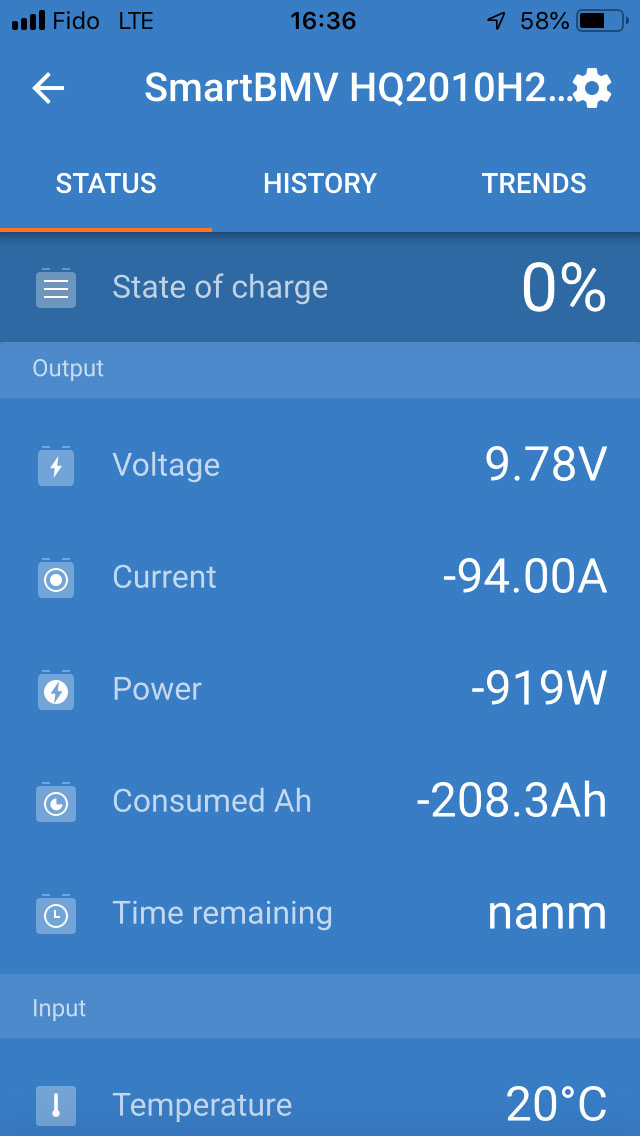 Fido LTE 16:36 58%
SmartBMV HQ2010H2...
STATUS HISTORY TRENDS
State of charge 0%
Output
Voltage 9.78V
Current -94.00A
Power -919W
Consumed Ah -208.3Ah
Time remaining nanm
Input
Temperature 20°C